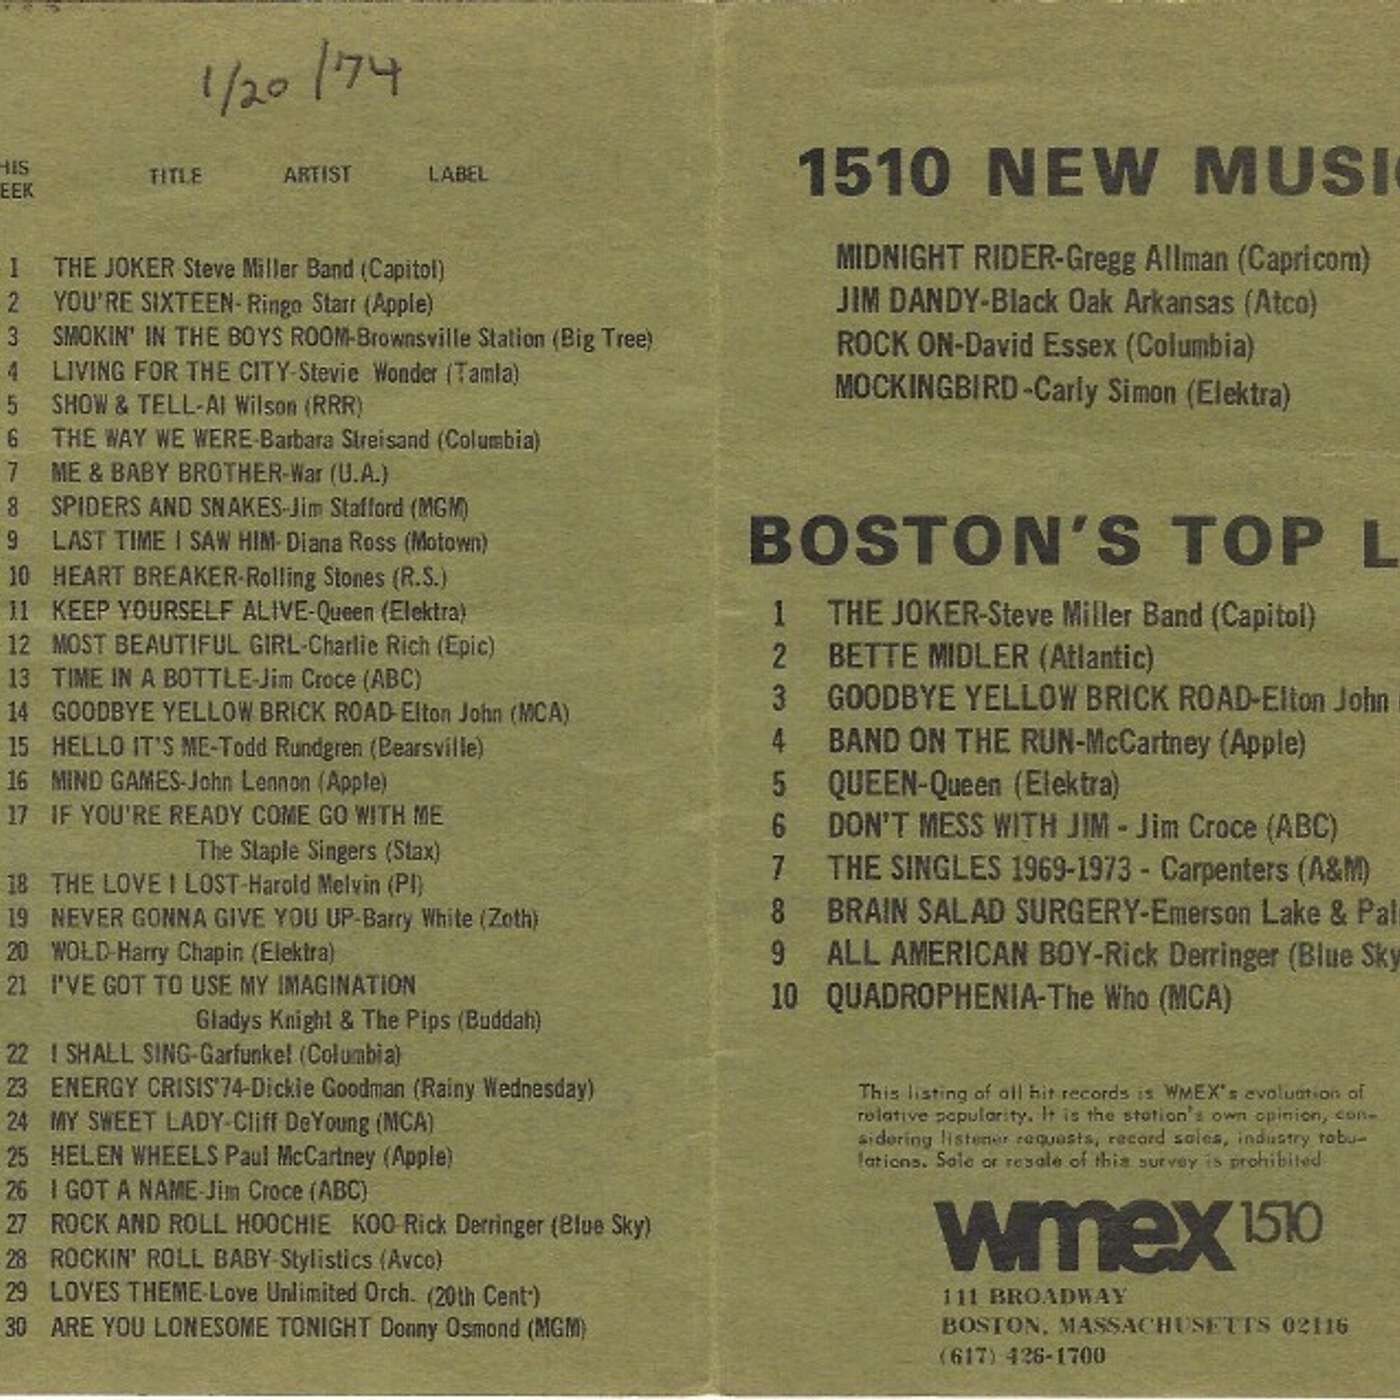 1/20/74
HIS
EEK
TITLE ARTIST LABEL
1 THE JOKER-Steve Miller Band (Capitol)
2 YOU'RE SIXTEEN-Ringo Starr (Apple)
3 SMOKIN' IN THE BOYS ROOM-Brownsville Station (Big Tree)
4 LIVING FOR THE CITY-Stevie Wonder (Tamla)
5 SHOW & TELL-Al Wilson (RRR)
6 THE WAY WE WERE-Barbara Streisand (Columbia)
7 ME & BABY BROTHER-War (U.A.)
8 SPIDERS AND SNAKES-Jim Stafford (MGM)
9 LAST TIME I SAW HIM-Diana Ross (Motown)
10 HEART BREAKER-Rolling Stones (R.S.)
11 KEEP YOURSELF ALIVE-Queen (Elektra)
12 MOST BEAUTIFUL GIRL-Charlie Rich (Epic)
13 TIME IN A BOTTLE-Jim Croce (ABC)
14 GOODBYE YELLOW BRICK ROAD-Elton John (MCA)
15 HELLO IT'S ME-Todd Rundgren (Bearsville)
16 MIND GAMES-John Lennon (Apple)
17 IF YOU'RE READY COME GO WITH ME
The Staple Singers (Stax)
18 THE LOVE I LOST-Harold Melvin (PI)
19 NEVER GONNA GIVE YOU UP-Barry White (Zoth)
20 WOLD-Harry Chapin (Elektra)
21 I'VE GOT TO USE MY IMAGINATION
Gladys Knight & The Pips (Buddah)
22 I SHALL SING-Garfunkel (Columbia)
23 ENERGY CRISIS'74-Dickie Goodman (Rainy Wednesday)
24 MY SWEET LADY-Cliff DeYoung (MCA)
25 HELEN WHEELS Paul McCartney (Apple)
26 I GOT A NAME-Jim Croce (ABC)
27 ROCK AND ROLL HOOCHIE KOO-Rick Derringer (Blue Sky)
28 ROCKIN' ROLL BABY-Stylistics (Avco)
29 LOVES THEME-Love Unlimited Orch. (20th Cent.)
30 ARE YOU LONESOME TONIGHT Donny Osmond (MGM)
1510 NEW MUSIC
MIDNIGHT RIDER-Gregg Allman (Capricorn)
JIM DANDY-Black Oak Arkansas (Atco)
ROCK ON-David Essex (Columbia)
MOCKINGBIRD-Carly Simon (Elektra)
BOSTON'S TOP L
1 THE JOKER-Steve Miller Band (Capitol)
2 BETTE MIDLER (Atlantic)
3 GOODBYE YELLOW BRICK ROAD-Elton John
4 BAND ON THE RUN-McCartney (Apple)
5 QUEEN-Queen (Elektra)
6 DON'T MESS WITH JIM - Jim Croce (ABC)
7 THE SINGLES 1969-1973 - Carpenters (A&M)
8 BRAIN SALAD SURGERY-Emerson Lake & Pal
9 ALL AMERICAN BOY-Rick Derringer (Blue Sky
10 QUADROPHENIA-The Who (MCA)
This listing of all hit records is WMEX's evaluation of
relative popularity. It is the station's own opinion, con-
sidering listener requests, record sales, industry tabu-
lations. Sale or resale of this survey is prohibited
wmex 1510
111 BROADWAY
BOSTON, MASSACHUSETTS 02116
(617) 426-1700